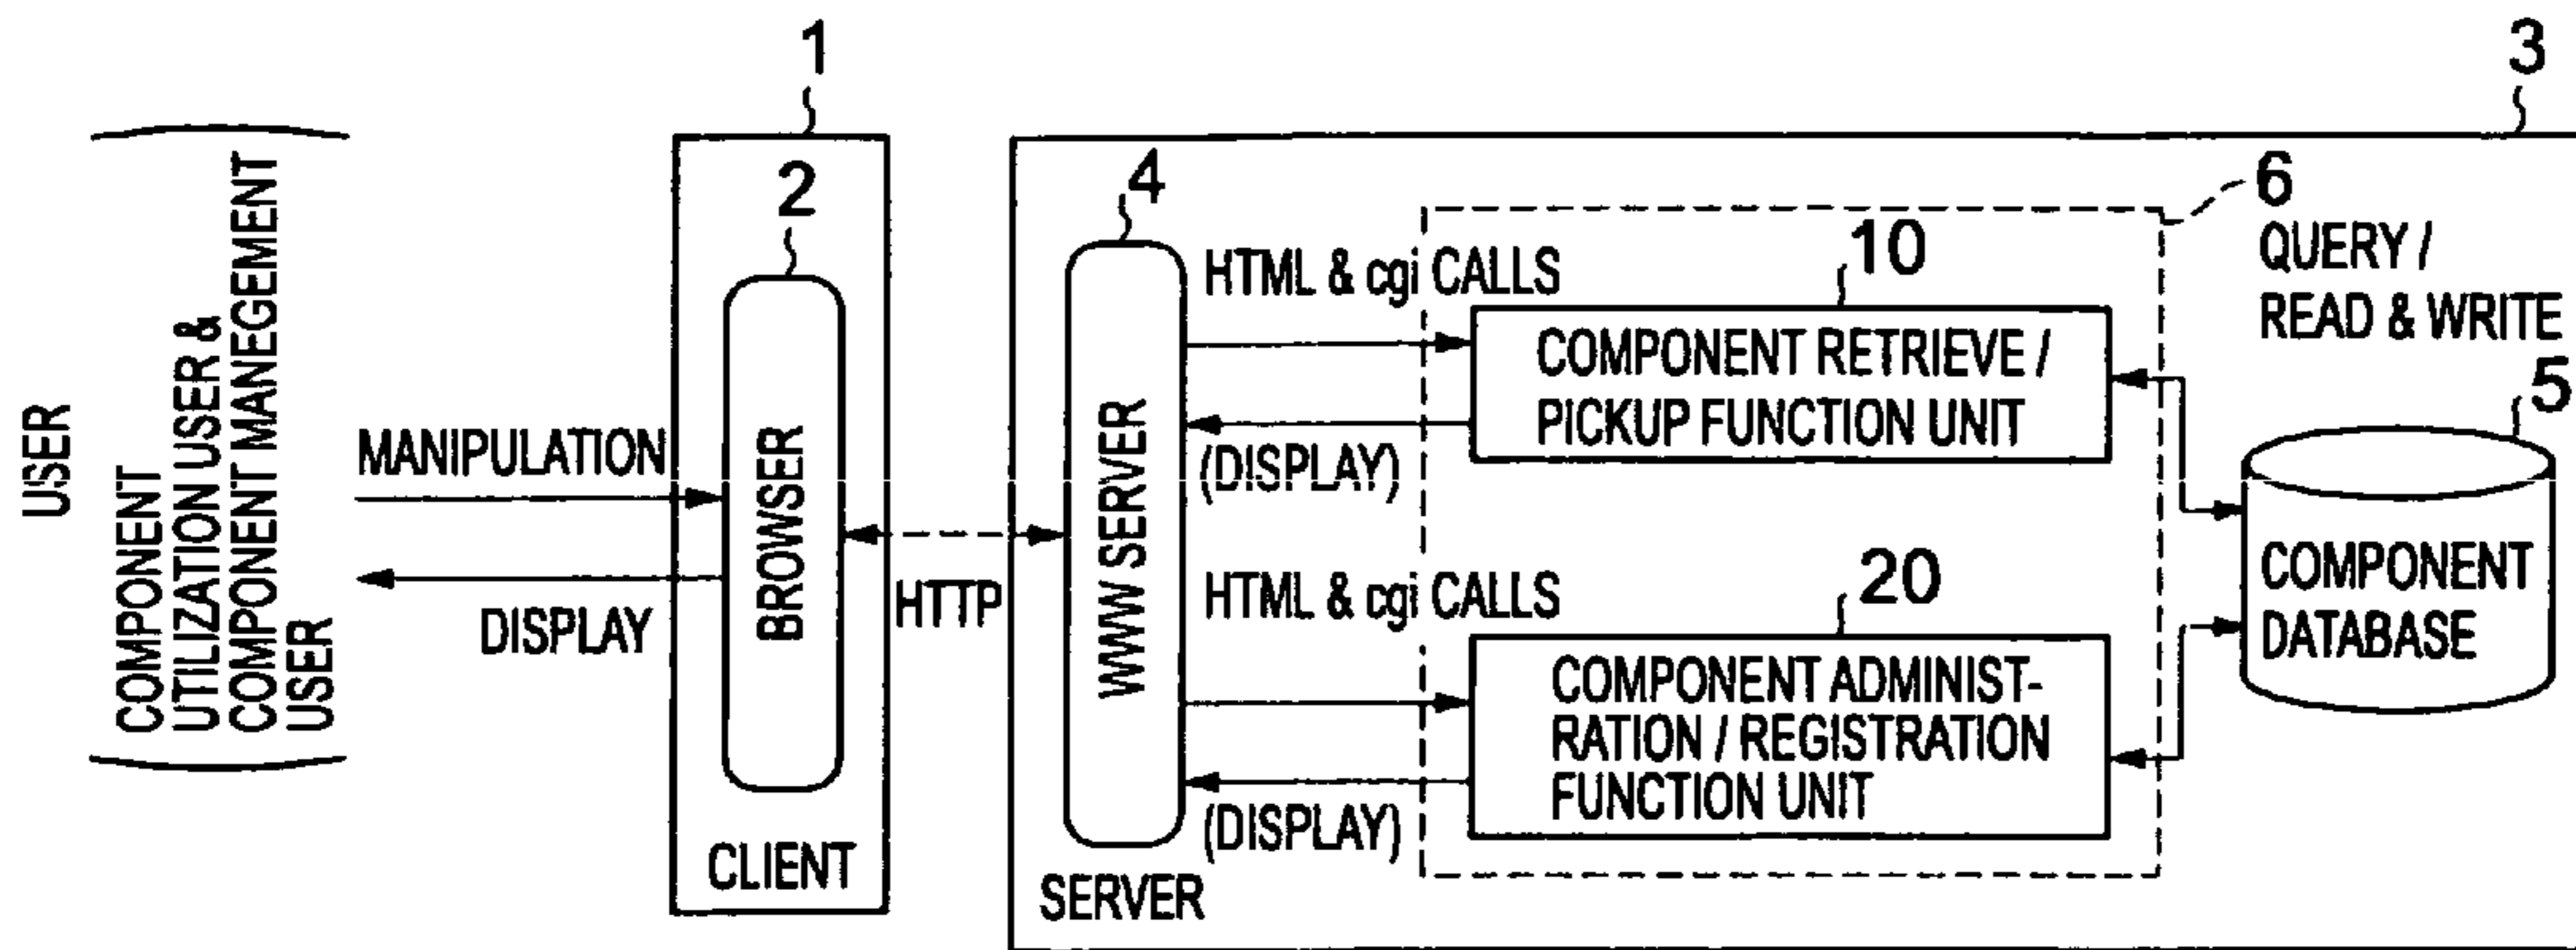 1
3
2
4
6
10
QUERY /
READ & WRITE
5
USER
COMPONENT
UTILIZATION USER &
COMPONENT MANEGEMENT
USER
MANIPULATION
DISPLAY
BROWSER
CLIENT
HTTP
WWW SERVER
SERVER
HTML & cgi CALLS
COMPONENT RETRIEVE /
PICKUP FUNCTION UNIT
(DISPLAY)
HTML & cgi CALLS
20
COMPONENT ADMINIST-
RATION / REGISTRATION
FUNCTION UNIT
(DISPLAY)
COMPONENT
DATABASE